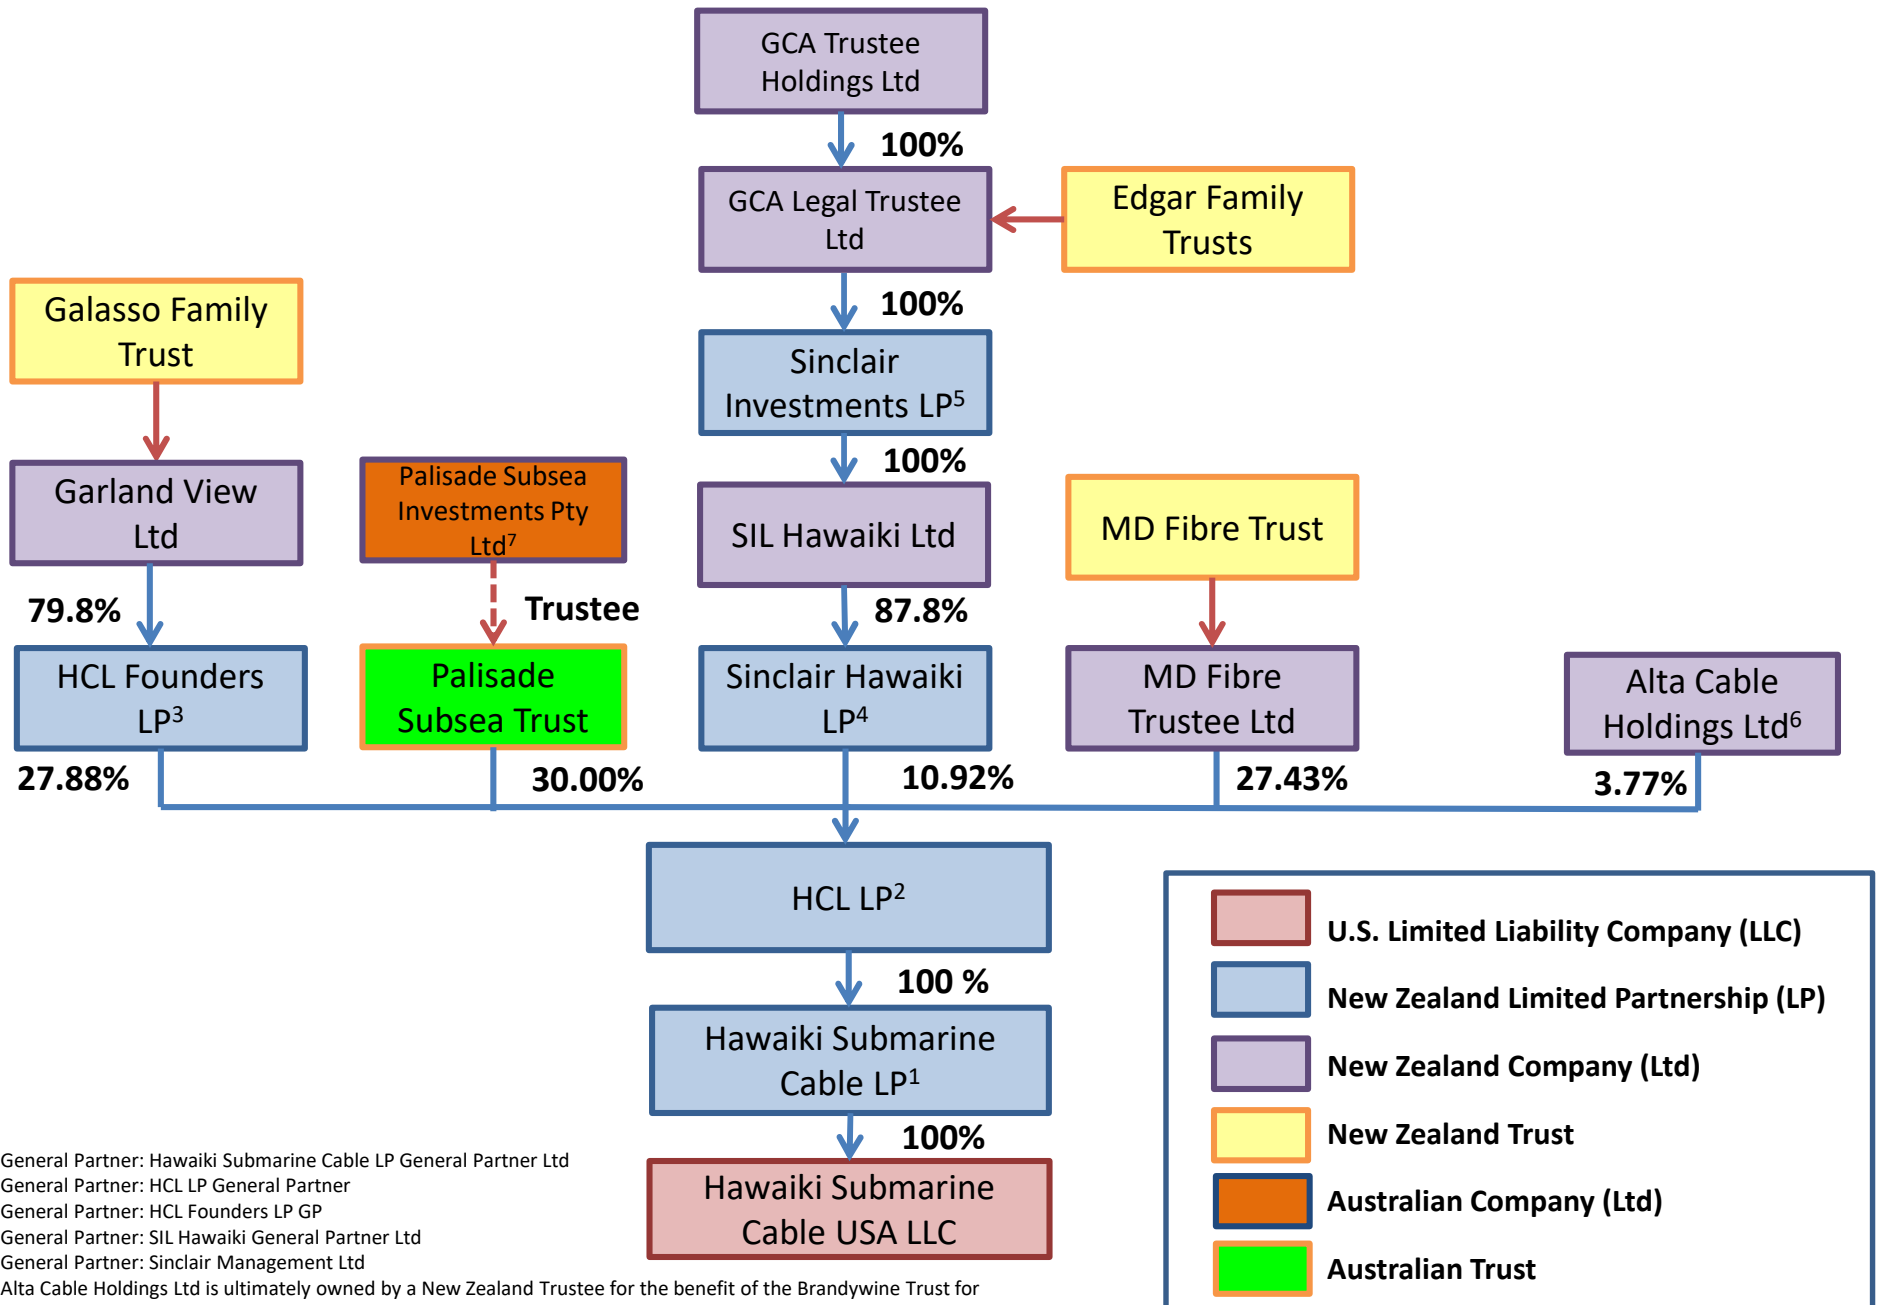 GCA Trustee
Holdings Ltd
100%
GCA Legal Trustee
Ltd
Edgar Family
Trusts
100%
Galasso Family
Trust
Sinclair
Investments LP⁵
100%
Garland View
Ltd
Palisade Subsea
Investments Pty
Ltd⁷
SIL Hawaiki Ltd
MD Fibre Trust
79.8%
Trustee
87.8%
HCL Founders
LP³
Palisade
Subsea Trust
Sinclair Hawaiki
LP⁴
MD Fibre
Trustee Ltd
Alta Cable
Holdings Ltd⁶
27.88%
30.00%
10.92%
27.43%
3.77%
HCL LP²
100 %
Hawaiki Submarine
Cable LP¹
100%
Hawaiki Submarine
Cable USA LLC
U.S. Limited Liability Company (LLC)
New Zealand Limited Partnership (LP)
New Zealand Company (Ltd)
New Zealand Trust
Australian Company (Ltd)
Australian Trust
General Partner: Hawaiki Submarine Cable LP General Partner Ltd
General Partner: HCL LP General Partner
General Partner: HCL Founders LP GP
General Partner: SIL Hawaiki General Partner Ltd
General Partner: Sinclair Management Ltd
Alta Cable Holdings Ltd is ultimately owned by a New Zealand Trustee for the benefit of the Brandywine Trust for